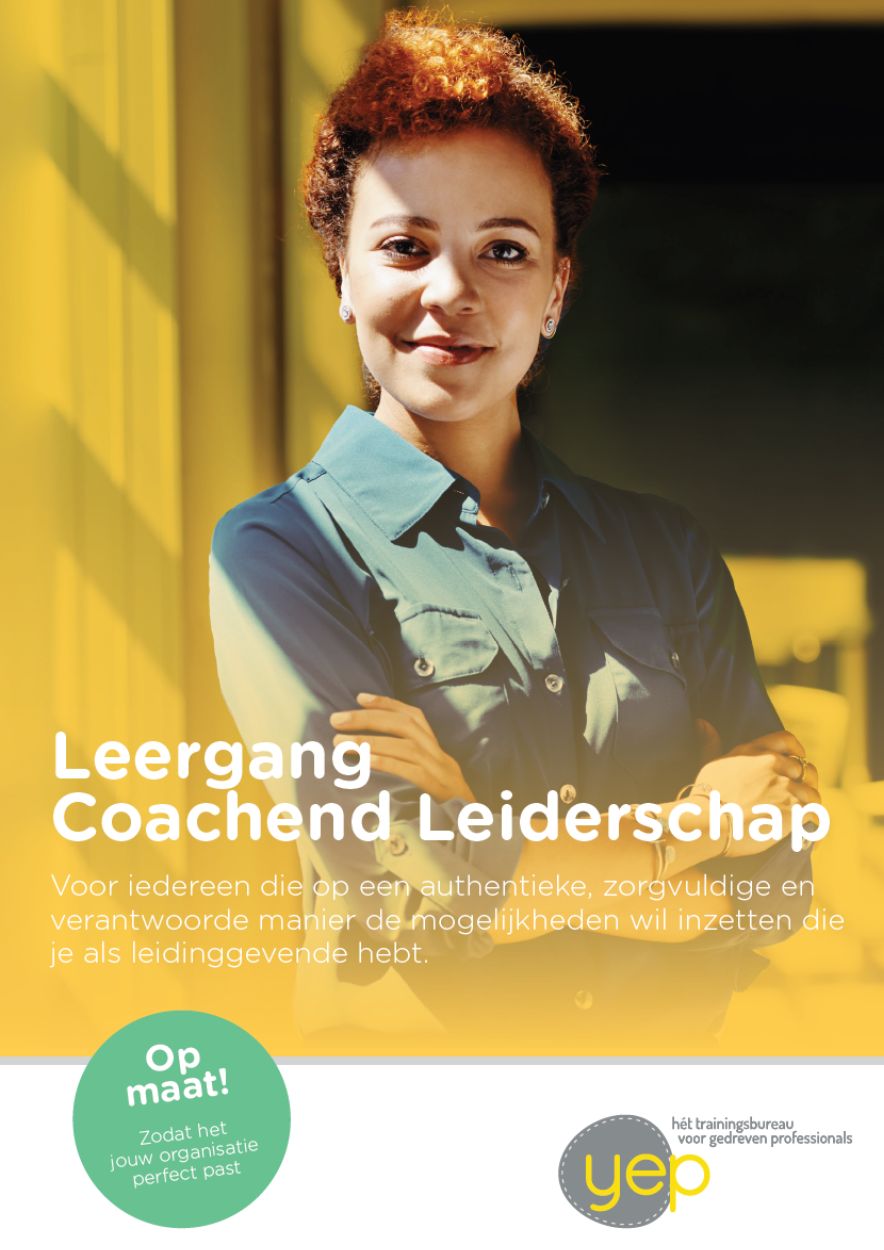 Leergang
Coachend Leiderschap
Voor iedereen die op een authentieke, zorgvuldige en
verantwoorde manier de mogelijkheden wil inzetten die
je als leidinggevende hebt.
Op
maat!
Zodat het
jouw organisatie
perfect past
hét trainingsbureau
voor gedreven professionals
yep